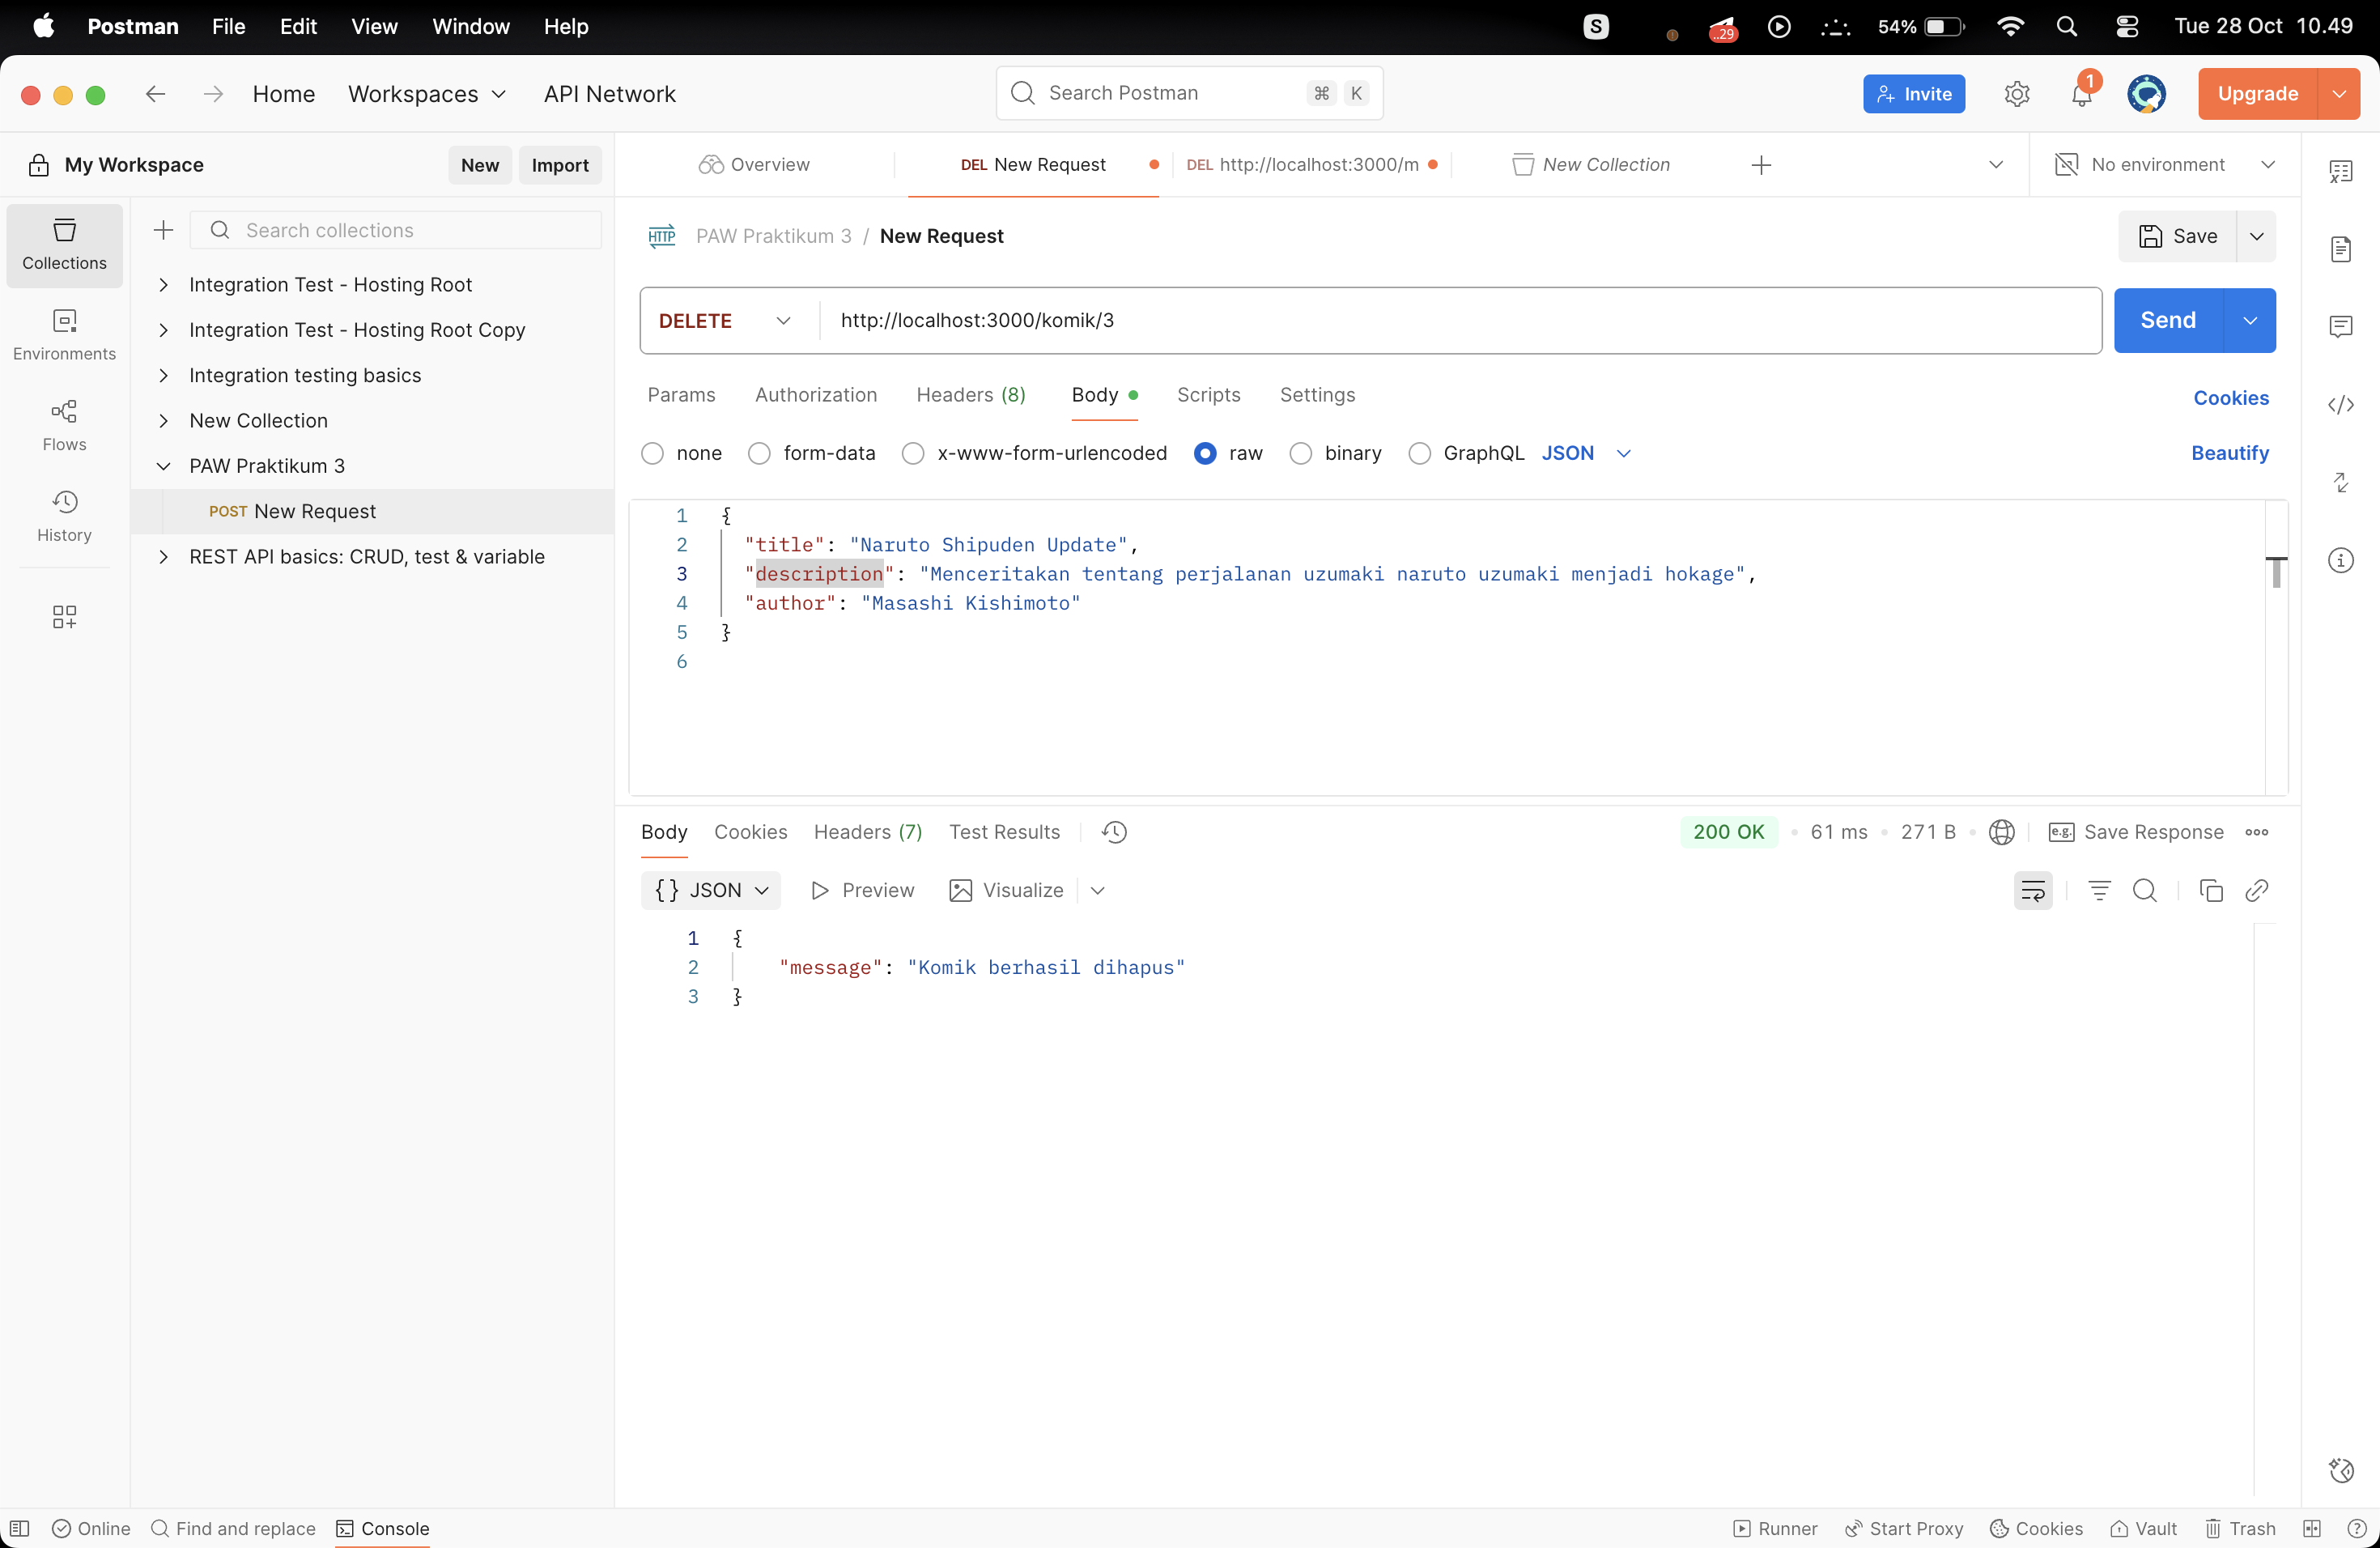 Postman File Edit View Window Help S ..29 54% Tue 28 Oct 10.49
Home Workspaces API Network Search Postman ⌘ K Invite 1 Upgrade
My Workspace New Import Overview DEL New Request DEL http://localhost:3000/m New Collection No environment
Collections
Environments
Flows
History
Search collections
Integration Test - Hosting Root
Integration Test - Hosting Root Copy
Integration testing basics
New Collection
PAW Praktikum 3
POST New Request
REST API basics: CRUD, test & variable
HTTP PAW Praktikum 3 / New Request Save
DELETE http://localhost:3000/komik/3 Send
Params Authorization Headers (8) Body Scripts Settings Cookies
none form-data x-www-form-urlencoded raw binary GraphQL JSON Beautify
1 {
2 "title": "Naruto Shipuden Update",
3 "description": "Menceritakan tentang perjalanan uzumaki naruto uzumaki menjadi hokage",
4 "author": "Masashi Kishimoto"
5 }
6
Body Cookies Headers (7) Test Results 200 OK • 61 ms • 271 B • e.g. Save Response
{} JSON Preview Visualize
1 {
2 "message": "Komik berhasil dihapus"
3 }
Online Find and replace Console Runner Start Proxy Cookies Vault Trash